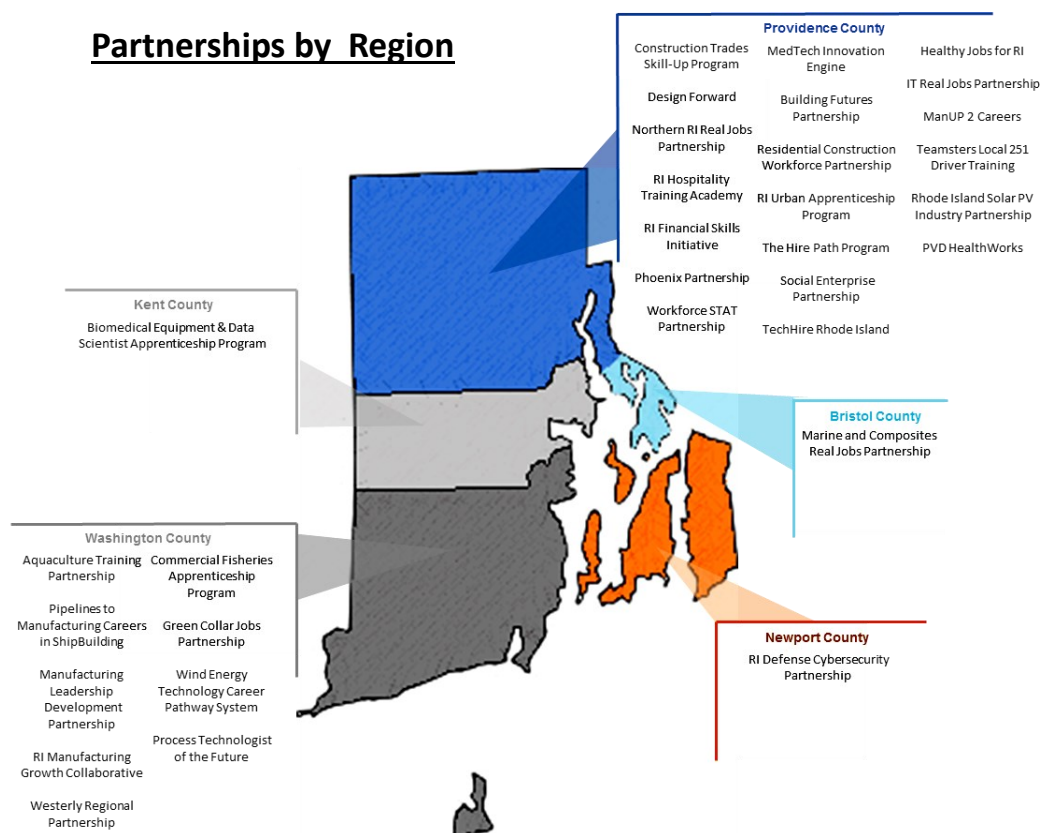 Partnerships by  Region
Providence County
Construction Trades
Skill-Up Program
Design Forward
Northern RI Real Jobs
Partnership
RI Hospitality
Training Academy
RI Financial Skills
Initiative
Phoenix Partnership
Workforce STAT
Partnership
MedTech Innovation
Engine
Building Futures
Partnership
Residential Construction
Workforce Partnership
RI Urban Apprenticeship
Program
The Hire Path Program
Social Enterprise
Partnership
TechHire Rhode Island
Healthy Jobs for RI
IT Real Jobs Partnership
ManUP 2 Careers
Teamsters Local 251
Driver Training
Rhode Island Solar PV
Industry Partnership
PVD HealthWorks
Kent County
Biomedical Equipment & Data
Scientist Apprenticeship Program
Bristol County
Marine and Composites
Real Jobs Partnership
Washington County
Aquaculture Training
Partnership
Pipelines to
Manufacturing Careers
in ShipBuilding
Manufacturing
Leadership
Development
Partnership
RI Manufacturing
Growth Collaborative
Westerly Regional
Partnership
Commercial Fisheries
Apprenticeship
Program
Green Collar Jobs
Partnership
Wind Energy
Technology Career
Pathway System
Process Technologist
of the Future
Newport County
RI Defense Cybersecurity
Partnership